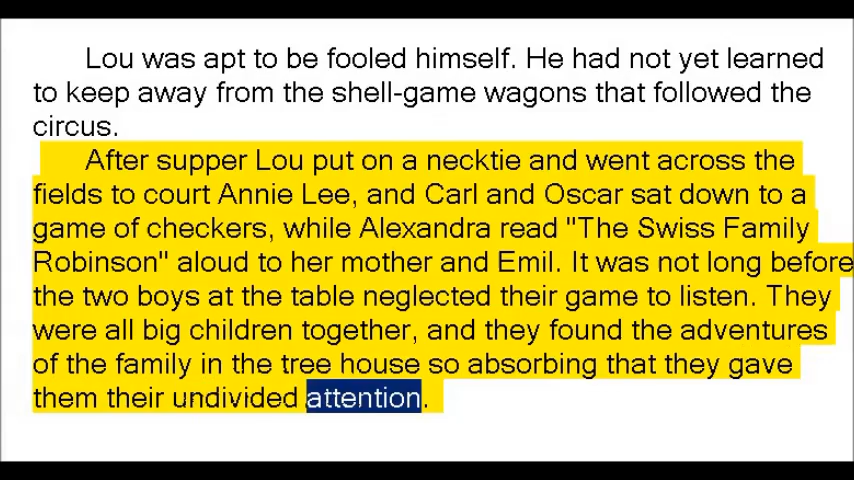 Lou was apt to be fooled himself. He had not yet learned
to keep away from the shell-game wagons that followed the
circus.
After supper Lou put on a necktie and went across the
fields to court Annie Lee, and Carl and Oscar sat down to a
game of checkers, while Alexandra read "The Swiss Family
Robinson" aloud to her mother and Emil. It was not long before
the two boys at the table neglected their game to listen. They
were all big children together, and they found the adventures
of the family in the tree house so absorbing that they gave
them their undivided attention.